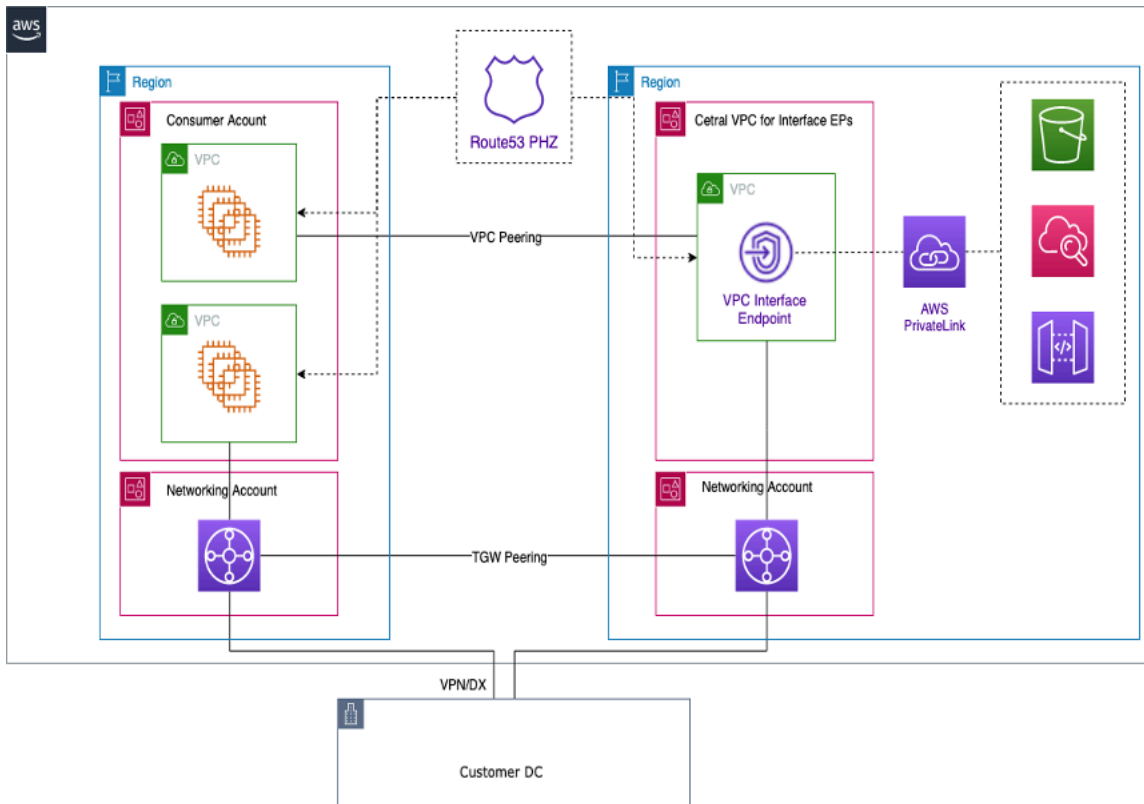 aws
Region
Consumer Acount
VPC
VPC
Networking Account
Route53 PHZ
VPC Peering
TGW Peering
Region
Cetral VPC for Interface EPs
VPC
VPC Interface
Endpoint
AWS
PrivateLink
</>
Networking Account
VPN/DX
Customer DC